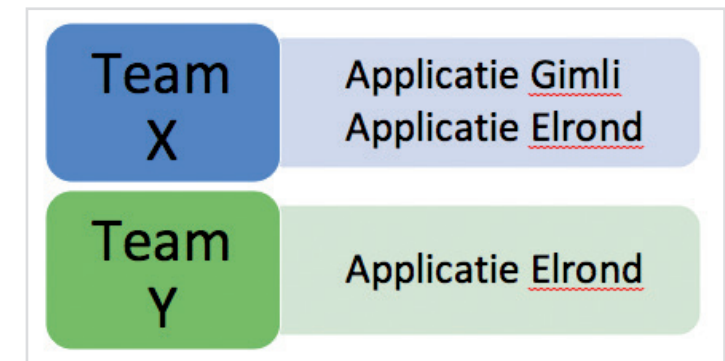 Team
X
Applicatie Gimli
Applicatie Elrond
Team
Y
Applicatie Elrond